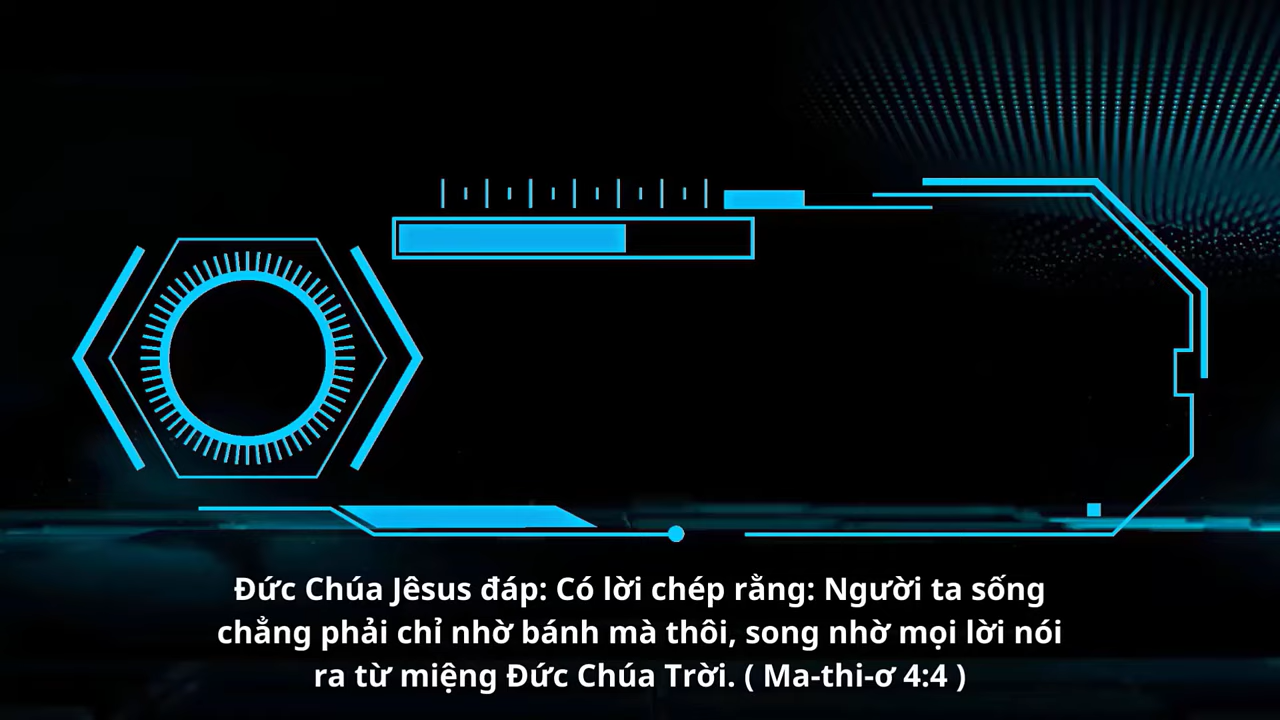 Đức Chúa Jêsus đáp: Có lời chép rằng: Người ta sống
chẳng phải chỉ nhờ bánh mà thôi, song nhờ mọi lời nói
ra từ miệng Đức Chúa Trời. ( Ma-thi-ơ 4:4 )